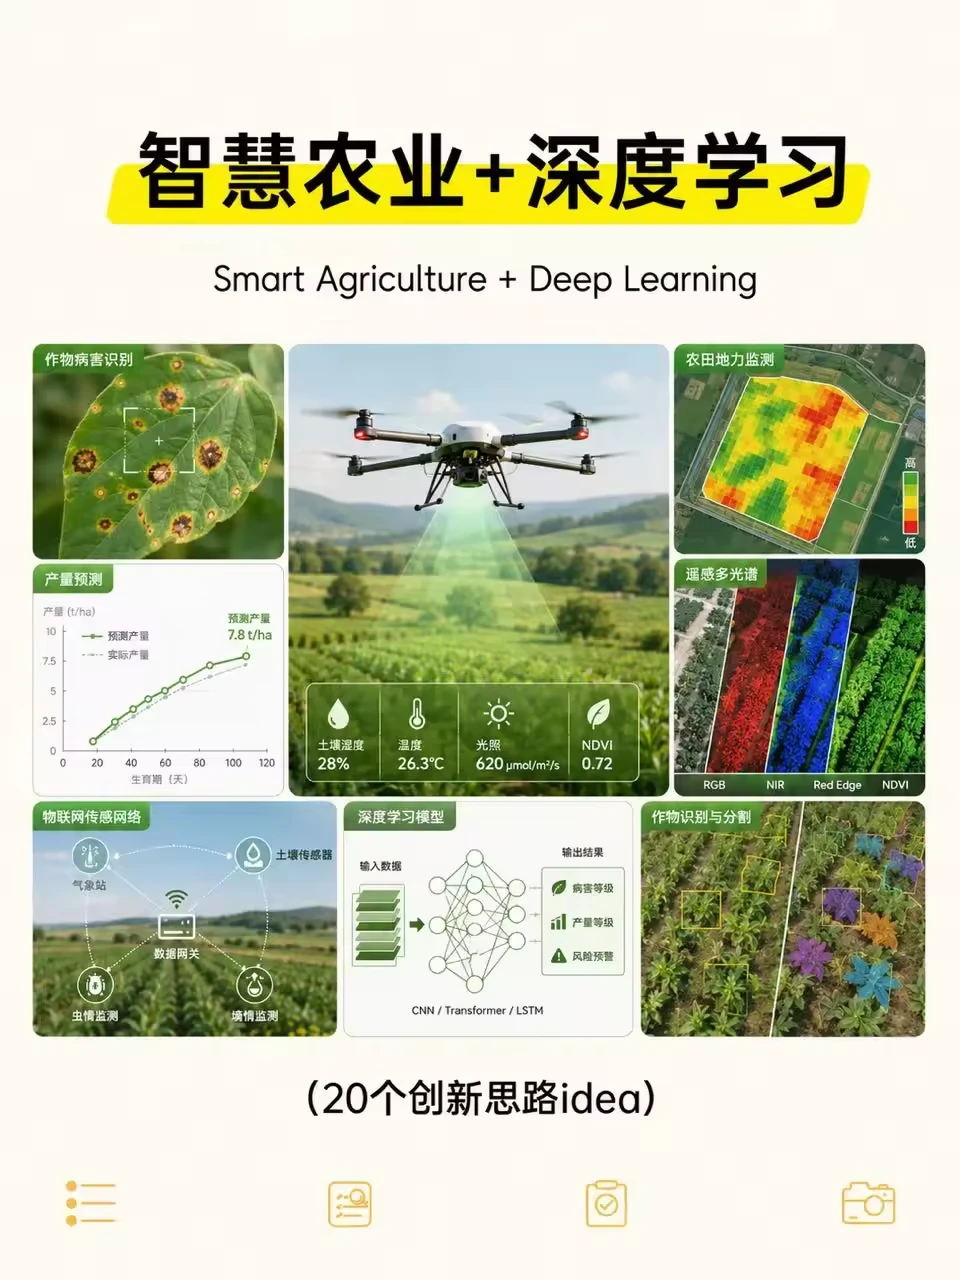 智慧农业+深度学习
Smart Agriculture + Deep Learning
作物病害识别
农田地力监测
高
低
产量预测
产量 (t/ha)
预测产量
7.8 t/ha
10
预测产量
实际产量
7.5
5
2.5
0
0 20 40 60 80 100 120
生育期（天）
土壤湿度
28%
温度
26.3℃
光照
620 μmol/m²/s
NDVI
0.72
遥感多光谱
RGB NIR Red Edge NDVI
物联网传感网络
气象站
土壤传感器
数据网关
虫情监测
墒情监测
深度学习模型
输入数据
输出结果
病害等级
产量等级
风险预警
CNN / Transformer / LSTM
作物识别与分割
（20个创新思路idea）